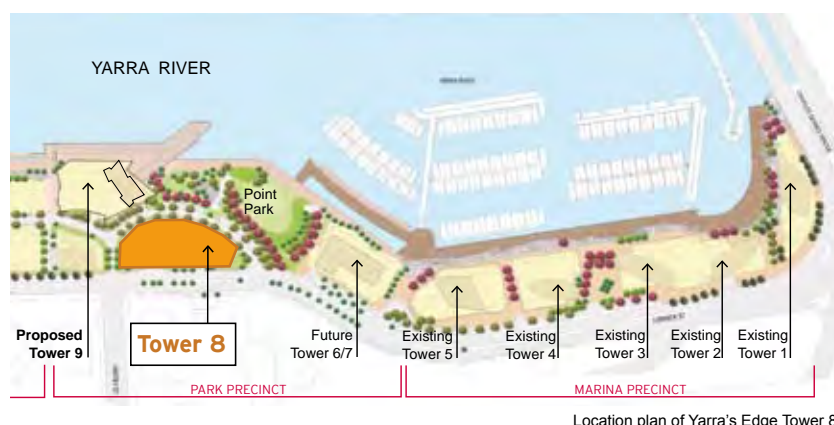 YARRA RIVER
Point
Park
Proposed
Tower 9
Tower 8
Future
Tower 6/7
Existing
Tower 5
Existing
Tower 4
Existing
Tower 3
Existing
Tower 2
Existing
Tower 1
PARK PRECINCT
MARINA PRECINCT
Location plan of Yarra's Edge Tower 8